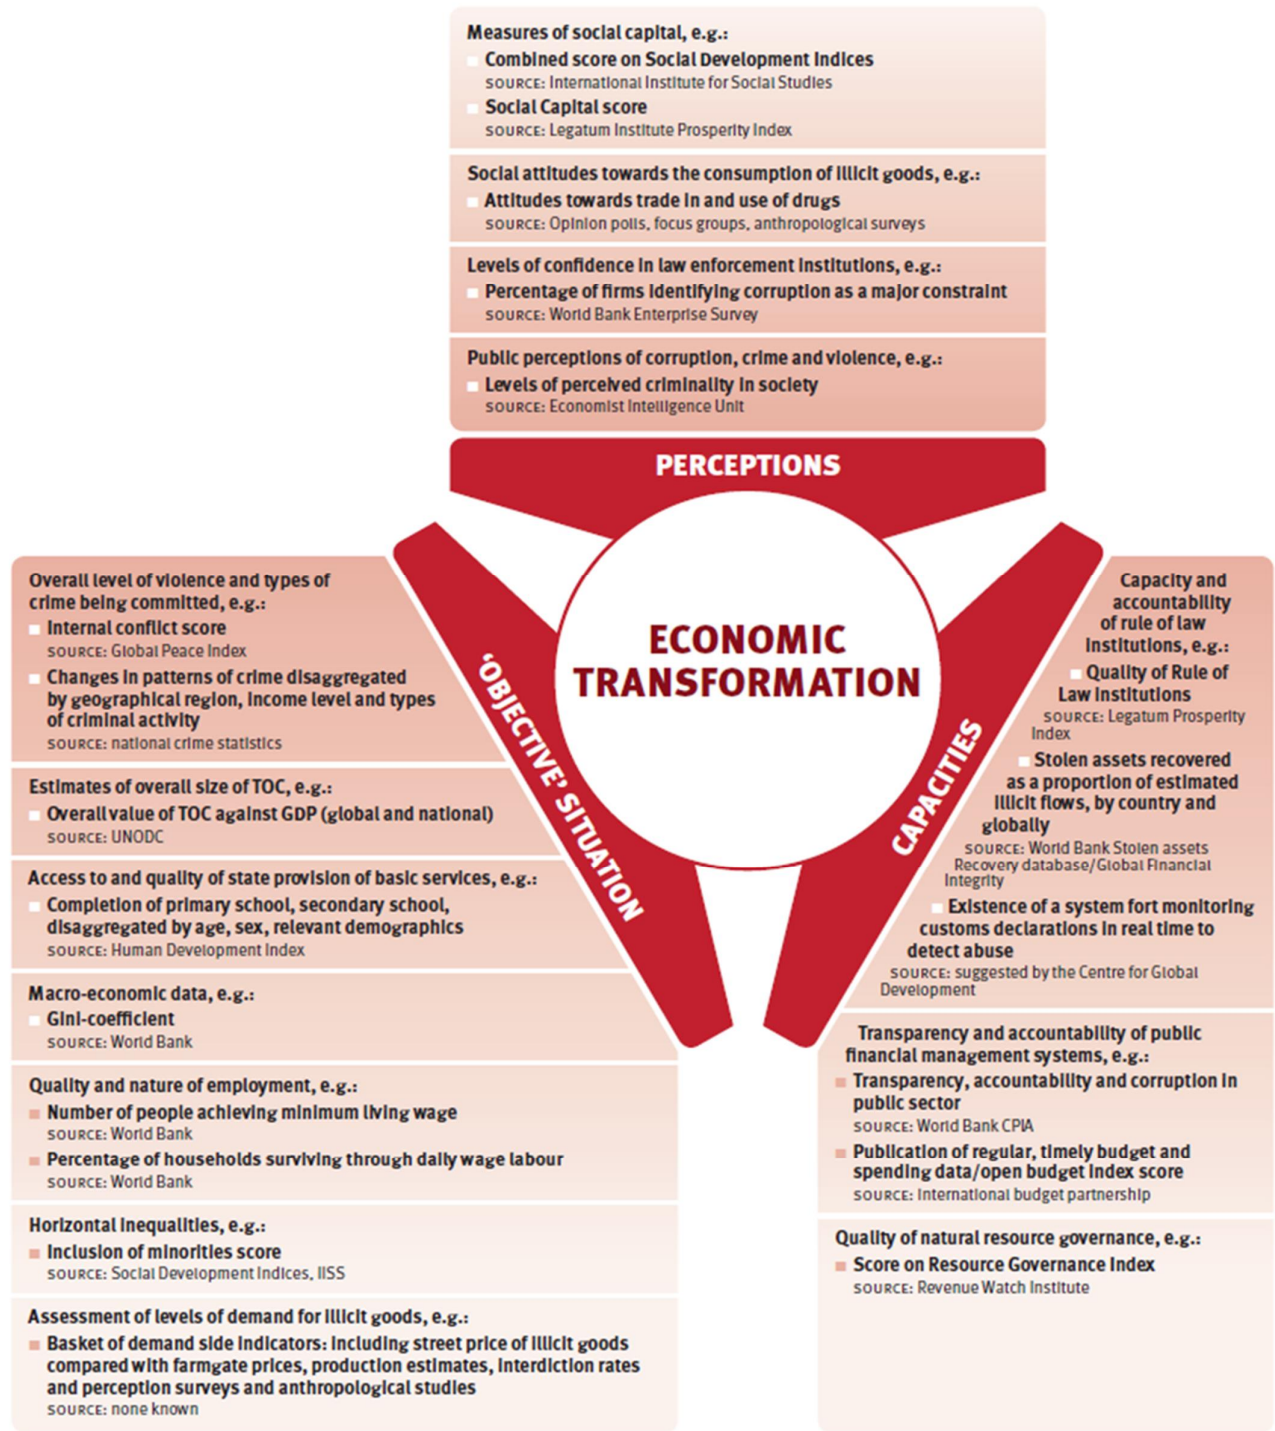 Measures of social capital, e.g.:
Combined score on Social Development Indices
SOURCE: International Institute for Social Studies
Social Capital score
SOURCE: Legatum Institute Prosperity Index
Social attitudes towards the consumption of illicit goods, e.g.:
Attitudes towards trade in and use of drugs
SOURCE: Opinion polls, focus groups, anthropological surveys
Levels of confidence in law enforcement institutions, e.g.:
Percentage of firms identifying corruption as a major constraint
SOURCE: World Bank Enterprise Survey
Public perceptions of corruption, crime and violence, e.g.:
Levels of perceived criminality in society
SOURCE: Economist Intelligence Unit
PERCEPTIONS
ECONOMIC
TRANSFORMATION
'OBJECTIVE' SITUATION
CAPACITIES
Overall level of violence and types of
crime being committed, e.g.:
Internal conflict score
SOURCE: Global Peace Index
Changes in patterns of crime disaggregated
by geographical region, income level and types
of criminal activity
SOURCE: national crime statistics
Estimates of overall size of TOC, e.g.:
Overall value of TOC against GDP (global and national)
SOURCE: UNODC
Access to and quality of state provision of basic services, e.g.:
Completion of primary school, secondary school,
disaggregated by age, sex, relevant demographics
SOURCE: Human Development Index
Macro-economic data, e.g.:
Gini-coefficient
SOURCE: World Bank
Quality and nature of employment, e.g.:
Number of people achieving minimum living wage
SOURCE: World Bank
Percentage of households surviving through daily wage labour
SOURCE: World Bank
Horizontal inequalities, e.g.:
Inclusion of minorities score
SOURCE: Social Development Indices, IISS
Assessment of levels of demand for illicit goods, e.g.:
Basket of demand side indicators: including street price of illicit goods
compared with farmgate prices, production estimates, interdiction rates
and perception surveys and anthropological studies
SOURCE: none known
Capacity and
accountability
of rule of law
institutions, e.g.:
Quality of Rule of
Law Institutions
SOURCE: Legatum Prosperity
Index
Stolen assets recovered
as a proportion of estimated
illicit flows, by country and
globally
SOURCE: World Bank Stolen assets
Recovery database/Global Financial
Integrity
Existence of a system fort monitoring
customs declarations in real time to
detect abuse
SOURCE: suggested by the Centre for Global
Development
Transparency and accountability of public
financial management systems, e.g.:
Transparency, accountability and corruption in
public sector
SOURCE: World Bank CPIA
Publication of regular, timely budget and
spending data/open budget index score
SOURCE: International budget partnership
Quality of natural resource governance, e.g.:
Score on Resource Governance Index
SOURCE: Revenue Watch Institute